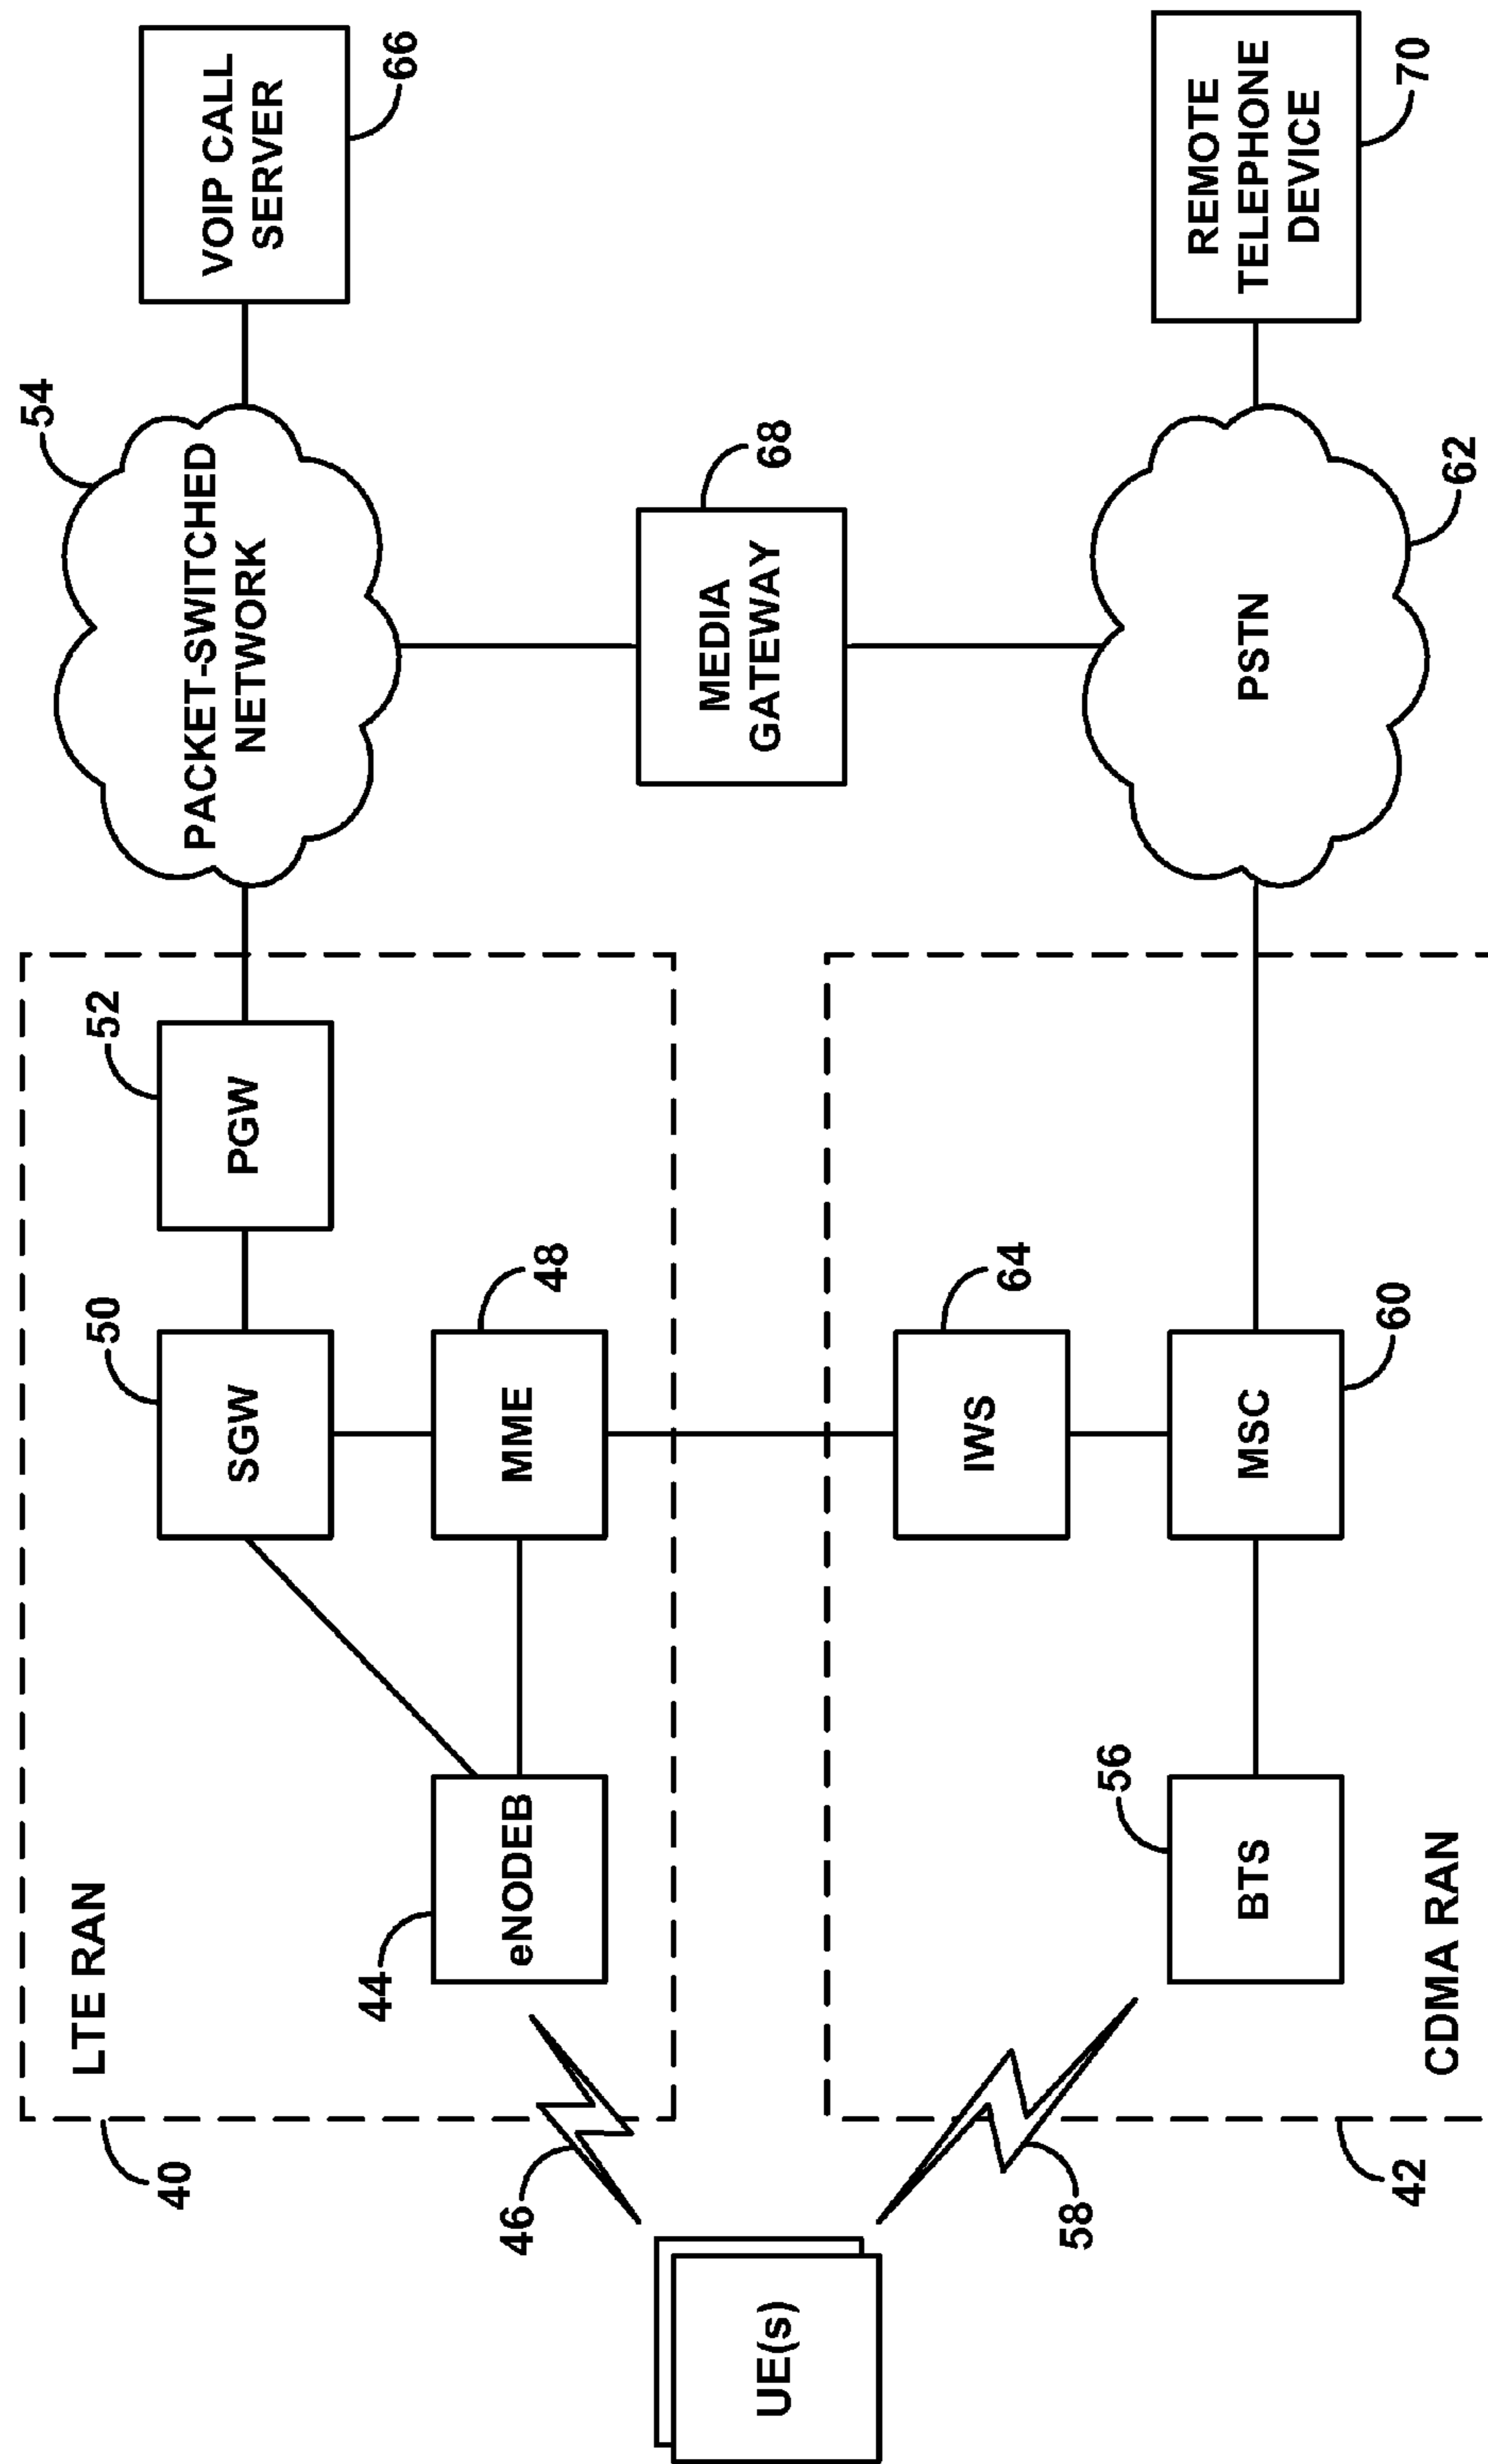 40
LTE RAN
44
eNODEB
46
50
SGW
48
MME
52
PGW
54
PACKET-SWITCHED
NETWORK
VOIP CALL
SERVER
66
UE(s)
MEDIA
GATEWAY
68
58
56
BTS
64
IWS
MSC
60
PSTN
62
REMOTE
TELEPHONE
DEVICE
70
42
CDMA RAN